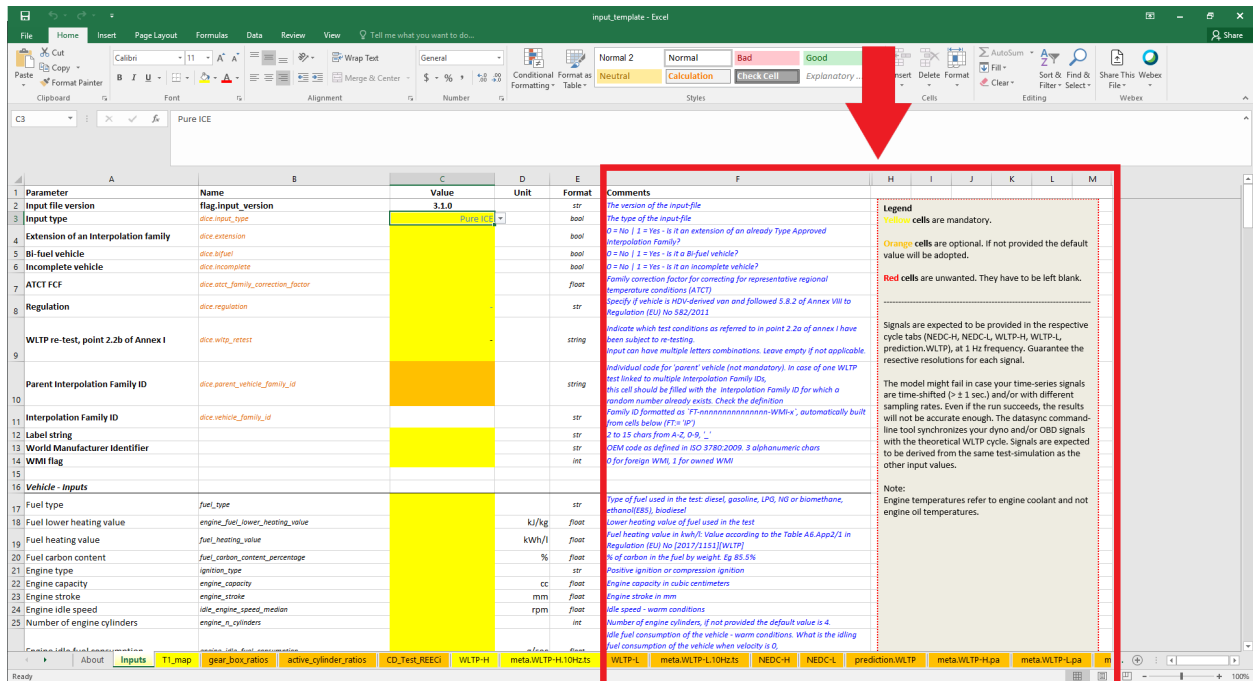 input_template - Excel
File Home Insert Page Layout Formulas Data Review View Tell me what you want to do... Share
Paste
Cut
Copy
Format Painter
Clipboard
Calibri 11
B I U
Font
Wrap Text
Merge & Center
Alignment
General
$ % ,
Number
Conditional Formatting
Format as Table
Normal 2 Normal Bad Good
Neutral Calculation Check Cell Explanatory ...
Styles
Delete Format
Cells
AutoSum
Fill
Clear
Sort & Filter
Find & Select
Editing
Share This File
Webex
Webex
C3 fx Pure ICE
A B C D E F H I J K L M
1 Parameter Name Value Unit Format Comments
2 Input file version flag.input_version 3.1.0 str The version of the input-file
3 Input type dice.input_type Pure ICE bool The type of the input-file
4 Extension of an Interpolation family dice.extension bool 0 = No | 1 = Yes - Is it an extension of an already Type Approved
Interpolation Family?
5 Bi-fuel vehicle dice.bifuel bool 0 = No | 1 = Yes - Is it a Bi-fuel vehicle?
6 Incomplete vehicle dice.incomplete bool 0 = No | 1 = Yes - Is it an incomplete vehicle?
7 ATCT FCF dice.atct_family_correction_factor float Family correction factor for correcting for representative regional
temperature conditions (ATCT)
8 Regulation dice.regulation - str Specify if vehicle is HDV-derived van and followed 5.8.2 of Annex VIII to
Regulation (EU) No 582/2011
9 WLTP re-test, point 2.2b of Annex I dice.wltp_retest - string Indicate which test conditions as referred to in point 2.2a of annex I have
been subject to re-testing.
Input can have multiple letters combinations. Leave empty if not applicable.
10 Parent Interpolation Family ID dice.parent_vehicle_family_id string Individual code for 'parent' vehicle (not mandatory). In case of one WLTP
test linked to multiple Interpolation Family IDs,
this cell should be filled with the Interpolation Family ID for which a
random number already exists. Check the definition
11 Interpolation Family ID dice.vehicle_family_id str Family ID formatted as `FT-nnnnnnnnnnnnnnn-WMI-x`, automatically built
from cells below (FT:= 'IP')
12 Label string str 2 to 15 chars from A-Z, 0-9, '_'
13 World Manufacturer Identifier str OEM code as defined in ISO 3780:2009. 3 alphanumeric chars
14 WMI flag int 0 for foreign WMI, 1 for owned WMI
15
16 Vehicle - Inputs
17 Fuel type fuel_type str Type of fuel used in the test: diesel, gasoline, LPG, NG or biomethane,
ethanol(E85), biodiesel
18 Fuel lower heating value engine_fuel_lower_heating_value kJ/kg float Lower heating value of fuel used in the test
19 Fuel heating value fuel_heating_value kWh/l float Fuel heating value in kwh/l: Value according to the Table A6.App2/1 in
Regulation (EU) No [2017/1151][WLTP]
20 Fuel carbon content fuel_carbon_content_percentage % float % of carbon in the fuel by weight. Eg 85.5%
21 Engine type ignition_type str Positive ignition or compression ignition
22 Engine capacity engine_capacity cc float Engine capacity in cubic centimeters
23 Engine stroke engine_stroke mm float Engine stroke in mm
24 Engine idle speed idle_engine_speed_median rpm float Idle speed - warm conditions
25 Number of engine cylinders engine_n_cylinders int Number of engine cylinders, if not provided the default value is 4.
Engine idle fuel consumption engine_idle_fuel_consumption g/sec float Idle fuel consumption of the vehicle - warm conditions. What is the idling
fuel consumption of the vehicle when velocity is 0,
Legend
Yellow cells are mandatory.
Orange cells are optional. If not provided the default
value will be adopted.
Red cells are unwanted. They have to be left blank.
Signals are expected to be provided in the respective
cycle tabs (NEDC-H, NEDC-L, WLTP-H, WLTP-L,
prediction.WLTP), at 1 Hz frequency. Guarantee the
resective resolutions for each signal.
The model might fail in case your time-series signals
are time-shifted (> ± 1 sec.) and/or with different
sampling rates. Even if the run succeeds, the results
will not be accurate enough. The datasync command-
line tool synchronizes your dyno and/or OBD signals
with the theoretical WLTP cycle. Signals are expected
to be derived from the same test-simulation as the
other input values.
Note:
Engine temperatures refer to engine coolant and not
engine oil temperatures.
About Inputs T1_map gear_box_ratios active_cylinder_ratios CD_Test_REECi WLTP-H meta.WLTP-H.10Hz.ts WLTP-L meta.WLTP-L.10Hz.ts NEDC-H NEDC-L prediction.WLTP meta.WLTP-H.pa meta.WLTP-L.pa
Ready 100%